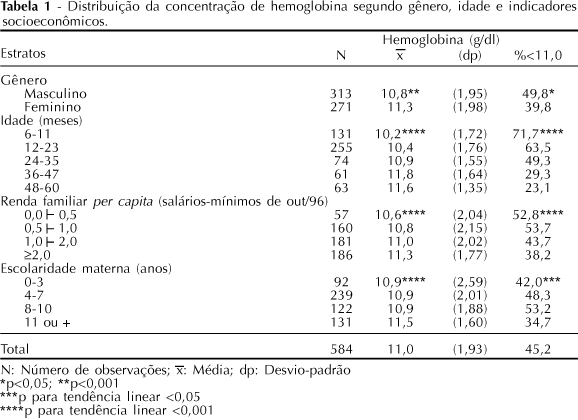 Tabela 1 - Distribuição da concentração de hemoglobina segundo gênero, idade e indicadores
socioeconômicos.
Hemoglobina (g/dl)
Estratos N x̅ (dp) %<11,0
Gênero
Masculino 313 10,8** (1,95) 49,8*
Feminino 271 11,3 (1,98) 39,8
Idade (meses)
6-11 131 10,2**** (1,72) 71,7****
12-23 255 10,4 (1,76) 63,5
24-35 74 10,9 (1,55) 49,3
36-47 61 11,8 (1,64) 29,3
48-60 63 11,6 (1,35) 23,1
Renda familiar per capita (salários-mínimos de out/96)
0,0 ⊢ 0,5 57 10,6**** (2,04) 52,8****
0,5 ⊢ 1,0 160 10,8 (2,15) 53,7
1,0 ⊢ 2,0 181 11,0 (2,02) 43,7
≥2,0 186 11,3 (1,77) 38,2
Escolaridade materna (anos)
0-3 92 10,9**** (2,59) 42,0***
4-7 239 10,9 (2,01) 48,3
8-10 122 10,9 (1,88) 53,2
11 ou + 131 11,5 (1,60) 34,7
Total 584 11,0 (1,93) 45,2
N: Número de observações; x̅: Média; dp: Desvio-padrão
*p<0,05; **p<0,001
***p para tendência linear <0,05
****p para tendência linear <0,001